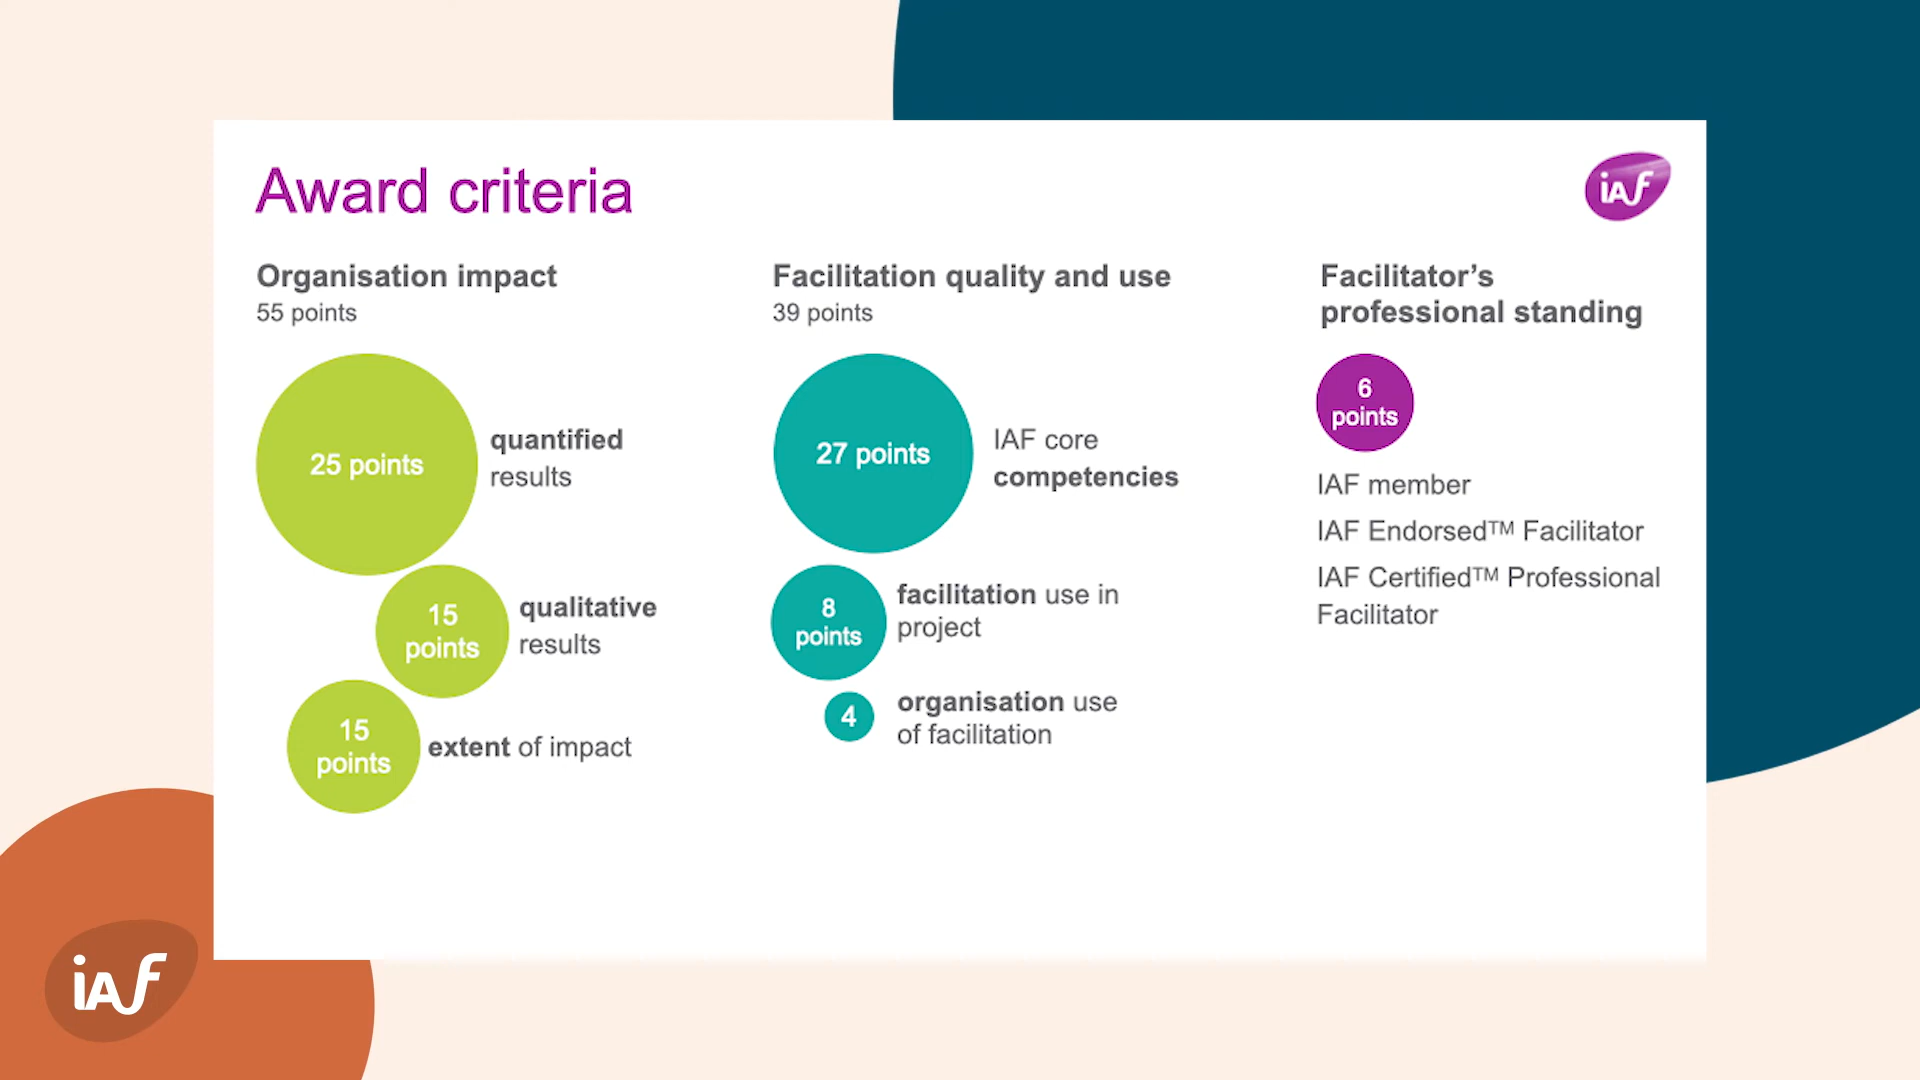 Award criteria
iAF
Organisation impact
55 points
25 points
quantified
results
15
points
qualitative
results
15
points
extent of impact
Facilitation quality and use
39 points
27 points
IAF core
competencies
8
points
facilitation use in
project
4
organisation use
of facilitation
Facilitator’s
professional standing
6
points
IAF member
IAF Endorsed™ Facilitator
IAF Certified™ Professional
Facilitator
iAF